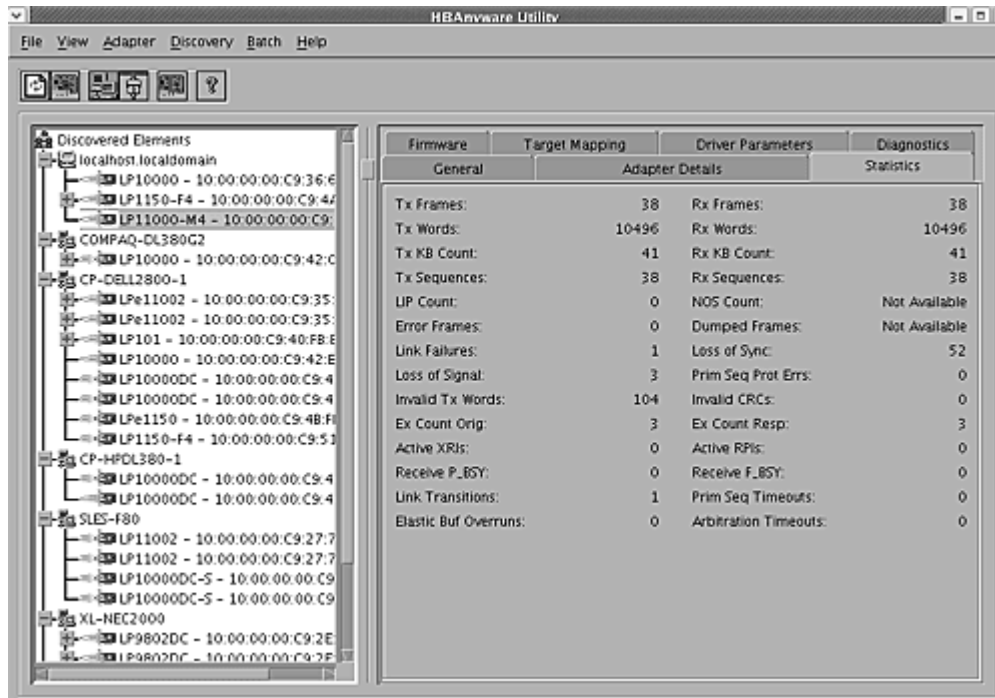 HBAnyware Utility
File View Adapter Discovery Batch Help
Discovered Elements
localhost.localdomain
LP10000 - 10:00:00:00:C9:36:6
LP1150-F4 - 10:00:00:00:C9:4A
LP11000-M4 - 10:00:00:00:C9:
COMPAQ-DL380G2
LP10000 - 10:00:00:00:C9:42:C
CP-DELL2800-1
LPe11002 - 10:00:00:00:C9:35:
LPe11002 - 10:00:00:00:C9:35:
LP101 - 10:00:00:00:C9:40:FB:E
LP10000 - 10:00:00:00:C9:42:E
LP10000DC - 10:00:00:00:C9:4
LP10000DC - 10:00:00:00:C9:4
LPe1150 - 10:00:00:00:C9:4B:F
LP1150-F4 - 10:00:00:00:C9:51
CP-HPDL380-1
LP10000DC - 10:00:00:00:C9:4
LP10000DC - 10:00:00:00:C9:4
SLES-F80
LP11002 - 10:00:00:00:C9:27:7
LP11002 - 10:00:00:00:C9:27:7
LP10000DC-S - 10:00:00:00:C9
LP10000DC-S - 10:00:00:00:C9
XL-NEC2000
LP9802DC - 10:00:00:00:C9:2E:
LP9802DC - 10:00:00:00:C9:2F:
Firmware Target Mapping Driver Parameters Diagnostics
General Adapter Details Statistics
Tx Frames: 38 Rx Frames: 38
Tx Words: 10496 Rx Words: 10496
Tx KB Count: 41 Rx KB Count: 41
Tx Sequences: 38 Rx Sequences: 38
LIP Count: 0 NOS Count: Not Available
Error Frames: 0 Dumped Frames: Not Available
Link Failures: 1 Loss of Sync: 52
Loss of Signal: 3 Prim Seq Prot Errs: 0
Invalid Tx Words: 104 Invalid CRCs: 0
Ex Count Orig: 3 Ex Count Resp: 3
Active XRIs: 0 Active RPIs: 0
Receive P_BSY: 0 Receive F_BSY: 0
Link Transitions: 1 Prim Seq Timeouts: 0
Elastic Buf Overruns: 0 Arbitration Timeouts: 0